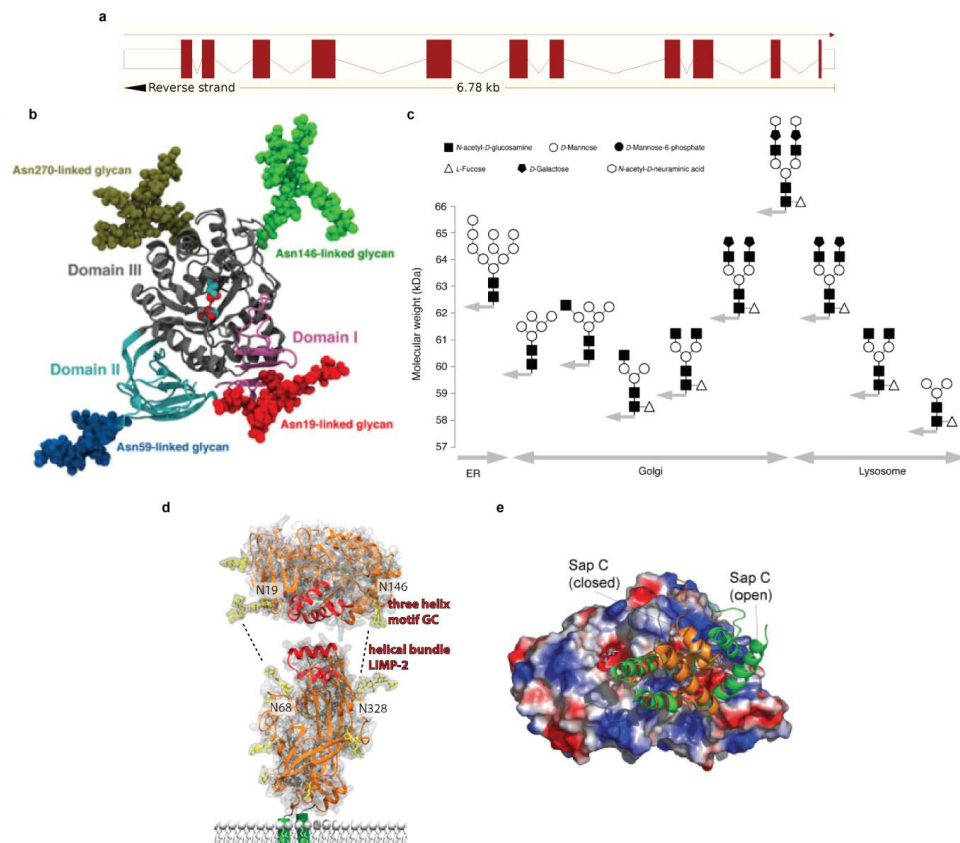 a
Reverse strand
6.78 kb
b
Asn270-linked glycan
Asn146-linked glycan
Domain III
Domain I
Domain II
Asn19-linked glycan
Asn59-linked glycan
c
N-acetyl-D-glucosamine
D-Mannose
D-Mannose-6-phosphate
L-Fucose
D-Galactose
N-acetyl-D-neuraminic acid
Molecular weight (kDa)
66
65
64
63
62
61
60
59
58
57
ER
Golgi
Lysosome
d
N19
N146
three helix
motif GC
helical bundle
LIMP-2
N68
N328
e
Sap C
(closed)
Sap C
(open)